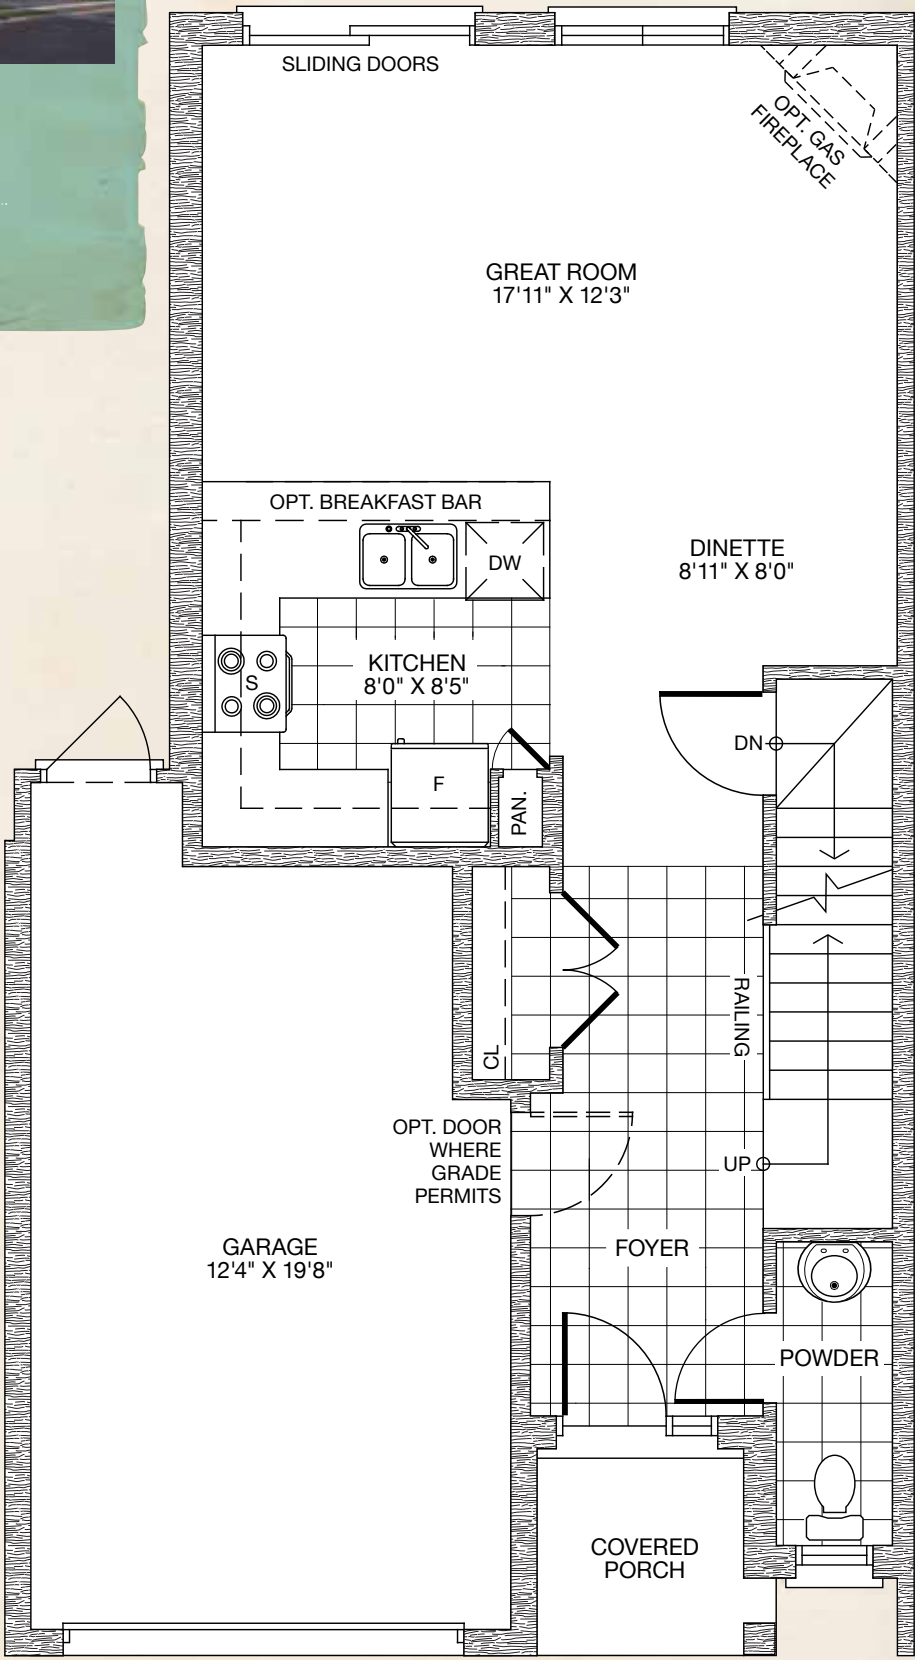 SLIDING DOORS
OPT. GAS
FIREPLACE
GREAT ROOM
17'11" X 12'3"
OPT. BREAKFAST BAR
DW
DINETTE
8'11" X 8'0"
KITCHEN
8'0" X 8'5"
S
DN
F
PAN.
RAILING
CL
OPT. DOOR
WHERE
GRADE
PERMITS
UP
GARAGE
12'4" X 19'8"
FOYER
POWDER
COVERED
PORCH